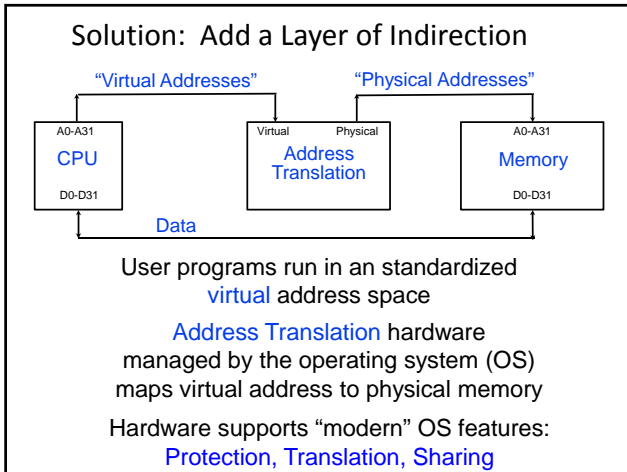 Solution: Add a Layer of Indirection
“Virtual Addresses” “Physical Addresses”
A0-A31 Virtual Physical A0-A31
CPU Address Translation Memory
D0-D31 D0-D31
Data
User programs run in an standardized
virtual address space
Address Translation hardware
managed by the operating system (OS)
maps virtual address to physical memory
Hardware supports “modern” OS features:
Protection, Translation, Sharing